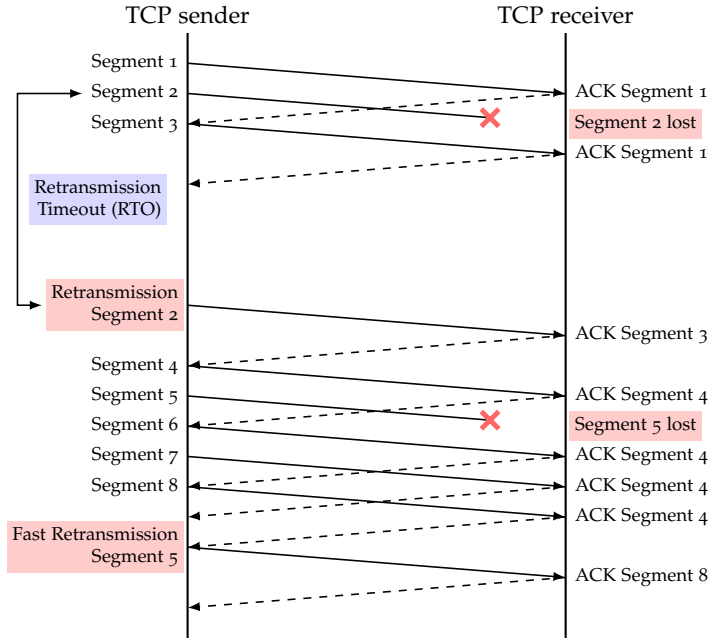 TCP sender
TCP receiver
Segment 1
Segment 2
ACK Segment 1
Segment 3
Segment 2 lost
ACK Segment 1
Retransmission
Timeout (RTO)
Retransmission
Segment 2
ACK Segment 3
Segment 4
Segment 5
ACK Segment 4
Segment 6
Segment 5 lost
Segment 7
ACK Segment 4
Segment 8
ACK Segment 4
ACK Segment 4
Fast Retransmission
Segment 5
ACK Segment 8